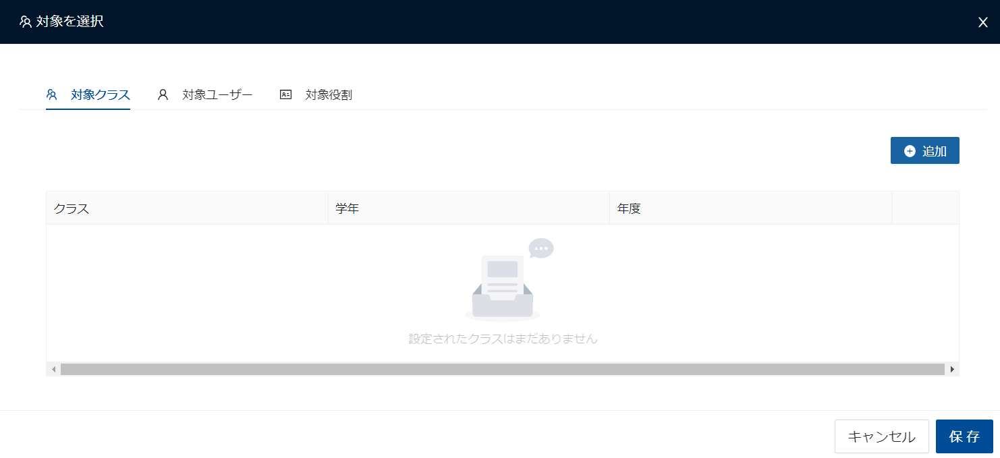 対象を選択
対象クラス 対象ユーザー 対象役割
追加
クラス 学年 年度
設定されたクラスはまだありません
キャンセル 保存